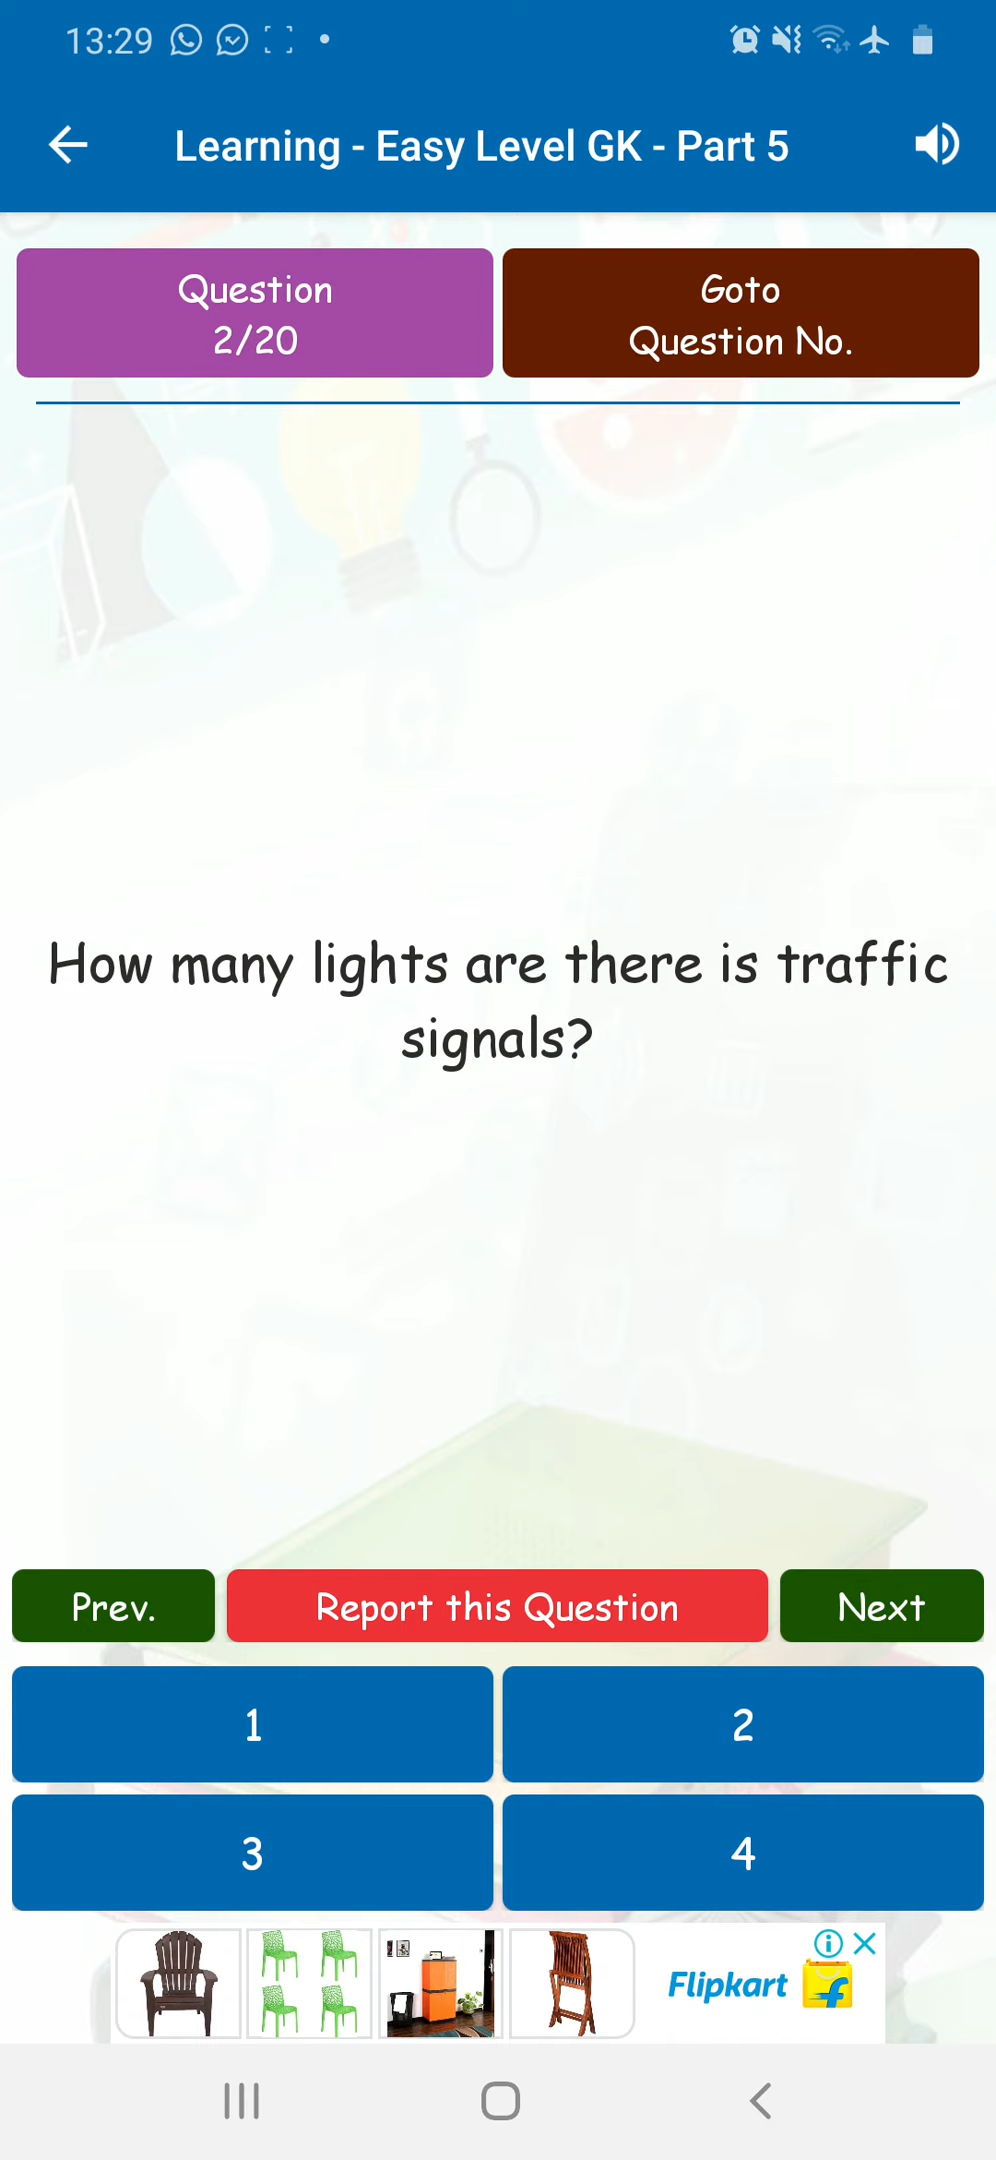 13:29
Learning - Easy Level GK - Part 5
Question
2/20
Goto
Question No.
How many lights are there is traffic
signals?
Prev.
Report this Question
Next
1
2
3
4
Flipkart